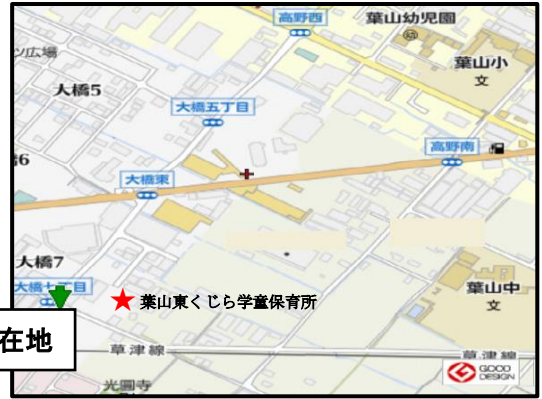 高野西
葉山幼児園
ツ広場
葉山小
文
大橋5
大橋五丁目
高野南
6
大橋東
大橋7
葉山中
文
大橋七丁目
葉山東くじら学童保育所
在地
草津線
草津線
光圓寺
GOOD
DESIGN